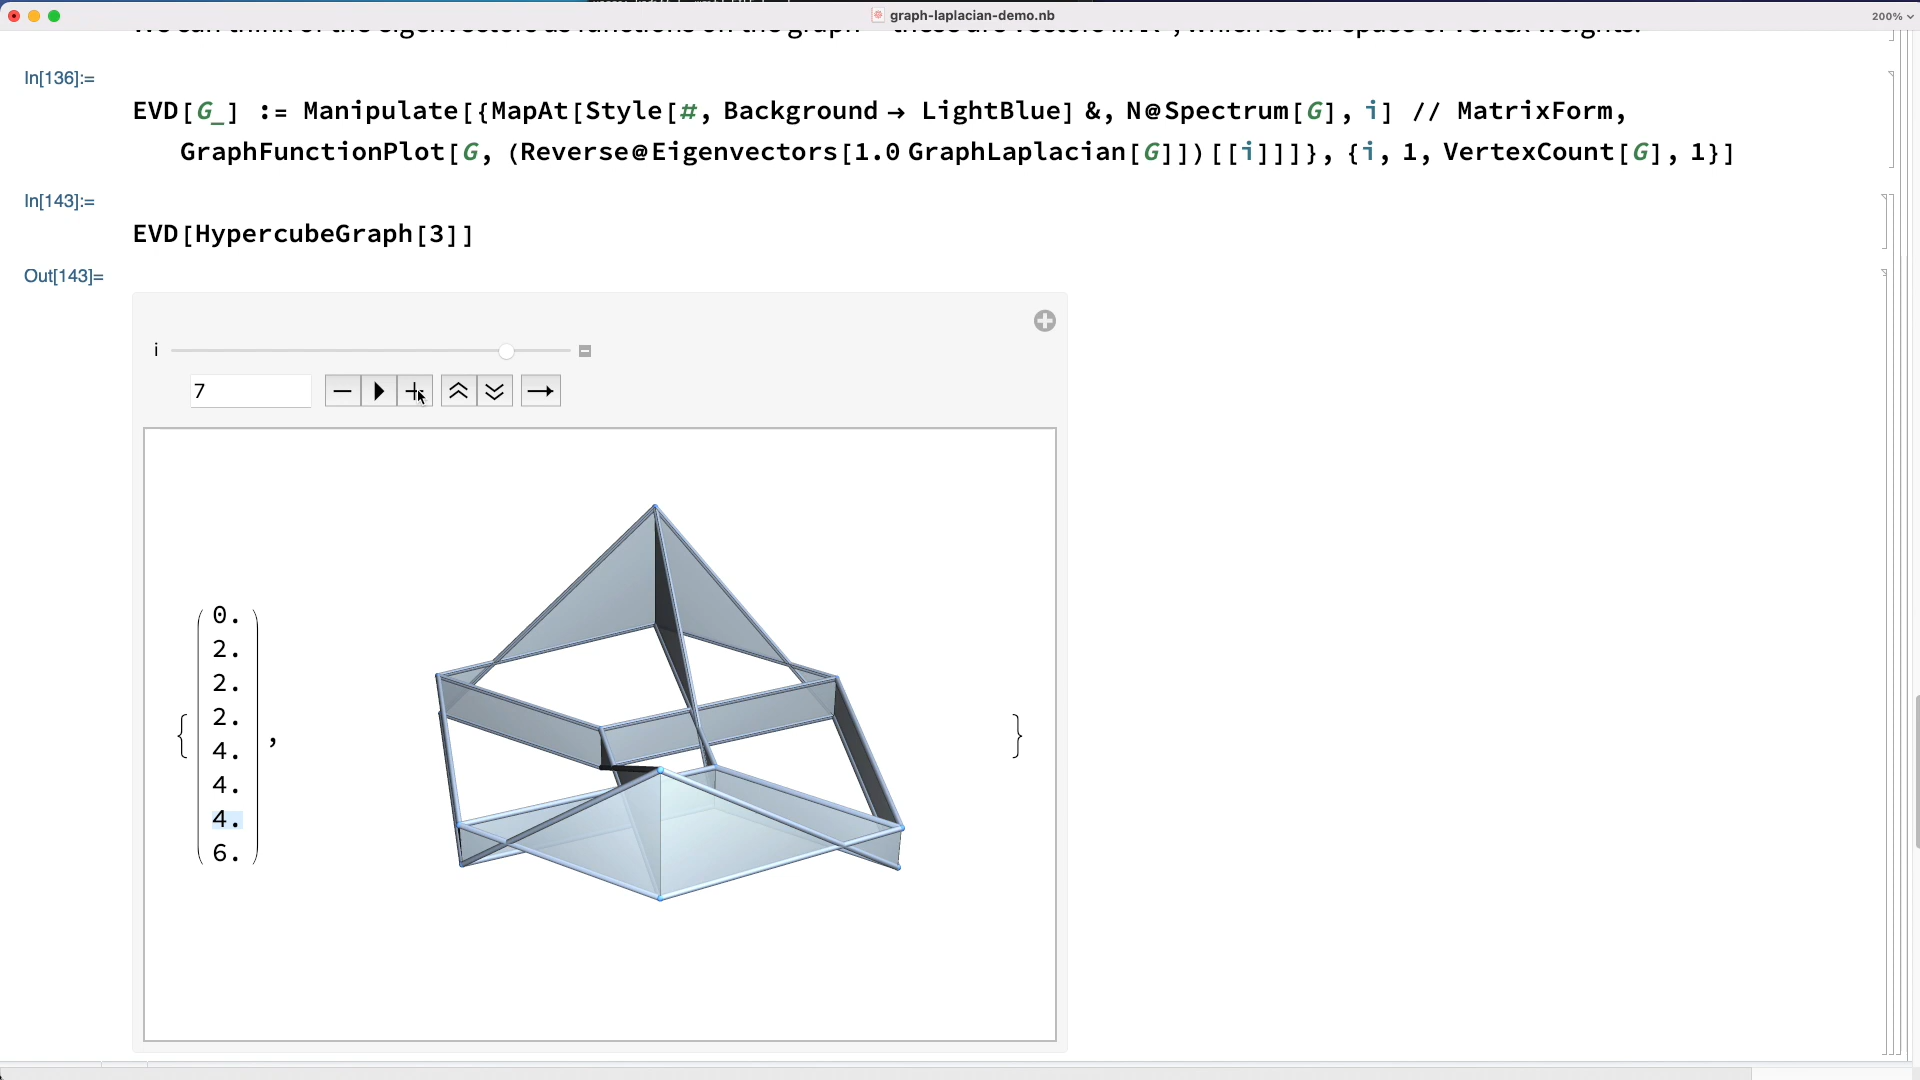 graph-laplacian-demo.nb
200%
In[136]:=
EVD[G_] := Manipulate[{MapAt[Style[#, Background → LightBlue] &, N@Spectrum[G], i] // MatrixForm,
GraphFunctionPlot[G, (Reverse@Eigenvectors[1.0 GraphLaplacian[G]])[[i]]]}, {i, 1, VertexCount[G], 1}]
In[143]:=
EVD[HypercubeGraph[3]]
Out[143]=
i
7
0.
2.
2.
2.
{ ,
4.
4.
4.
6.
}